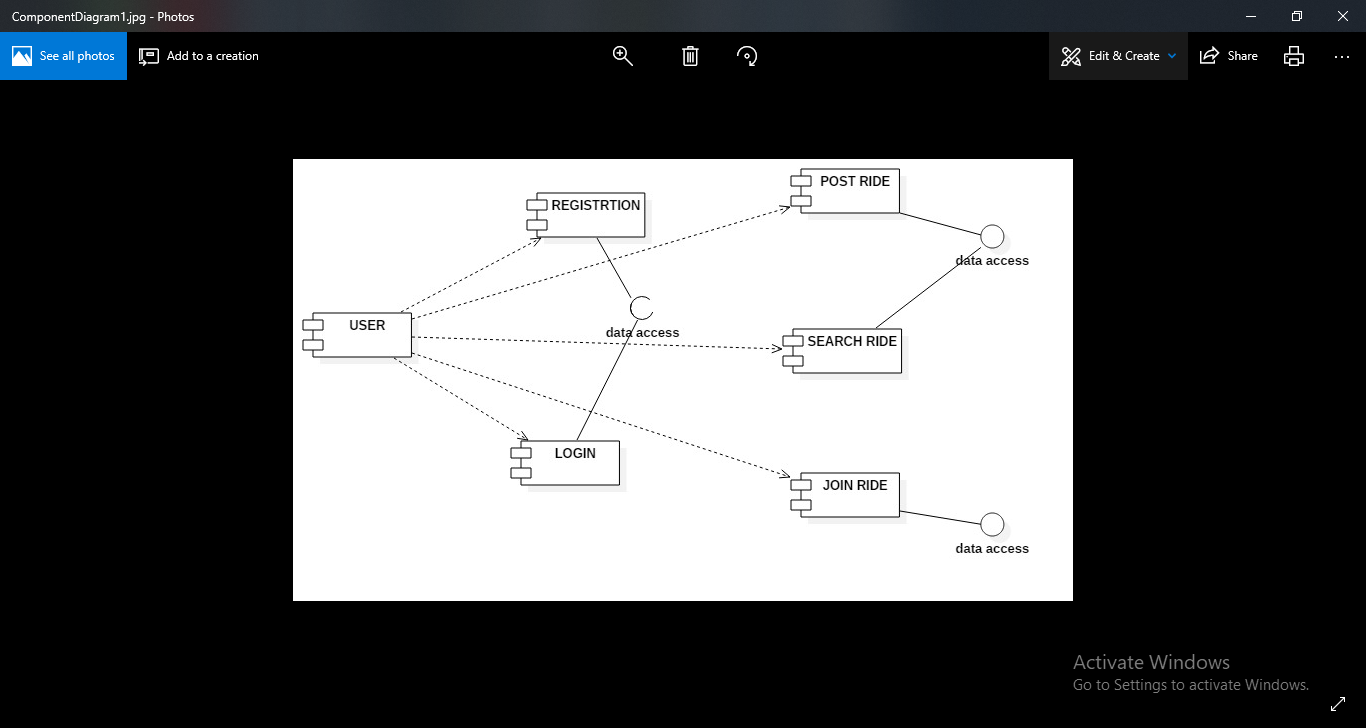 ComponentDiagram1.jpg - Photos
See all photos
Add to a creation
Edit & Create
Share
POST RIDE
REGISTRTION
data access
USER
data access
SEARCH RIDE
LOGIN
JOIN RIDE
data access
Activate Windows
Go to Settings to activate Windows.